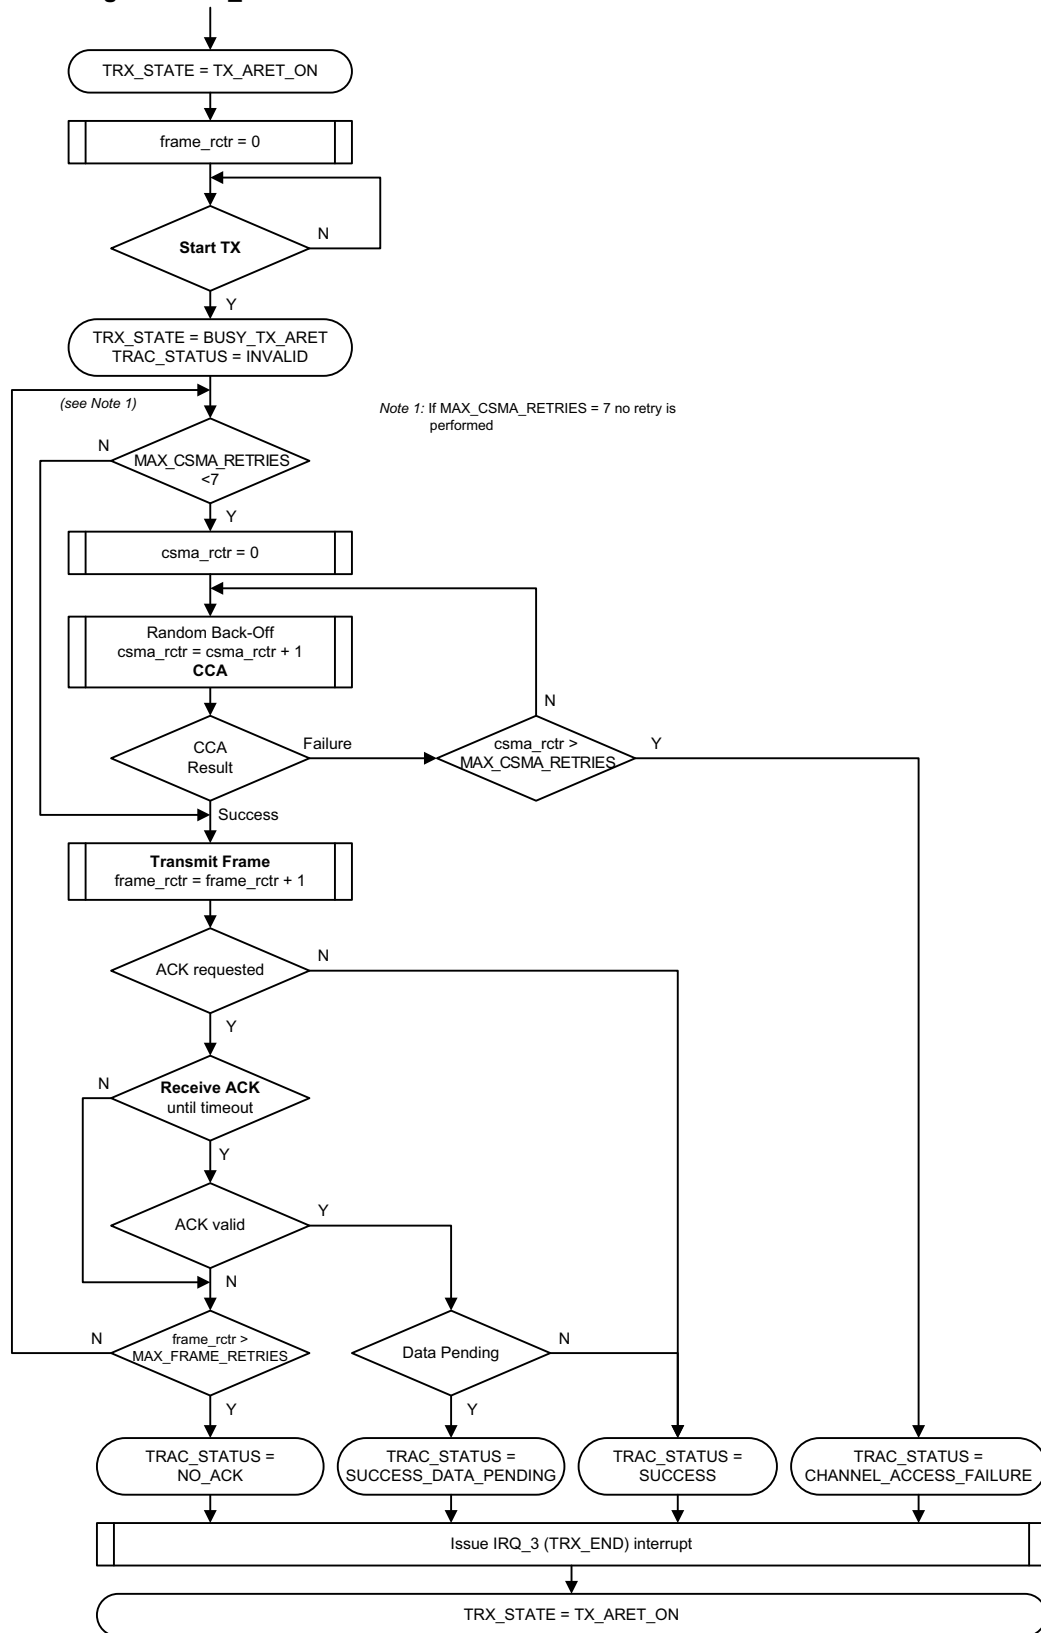 TRX_STATE = TX_ARET_ON
frame_rctr = 0
Start TX
N
Y
TRX_STATE = BUSY_TX_ARET
TRAC_STATUS = INVALID
(see Note 1)
Note 1: If MAX_CSMA_RETRIES = 7 no retry is
performed
N
MAX_CSMA_RETRIES
<7
Y
csma_rctr = 0
Random Back-Off
csma_rctr = csma_rctr + 1
CCA
N
CCA
Result
Failure
csma_rctr >
MAX_CSMA_RETRIES
Y
Success
Transmit Frame
frame_rctr = frame_rctr + 1
ACK requested
N
Y
N
Receive ACK
until timeout
Y
ACK valid
Y
N
N
frame_rctr >
MAX_FRAME_RETRIES
Data Pending
N
Y
Y
TRAC_STATUS =
NO_ACK
TRAC_STATUS =
SUCCESS_DATA_PENDING
TRAC_STATUS =
SUCCESS
TRAC_STATUS =
CHANNEL_ACCESS_FAILURE
Issue IRQ_3 (TRX_END) interrupt
TRX_STATE = TX_ARET_ON